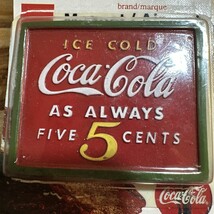 brand/marque
ICE COLD
Coca-Cola
AS ALWAYS
FIVE 5 CENTS
Coca-Cola